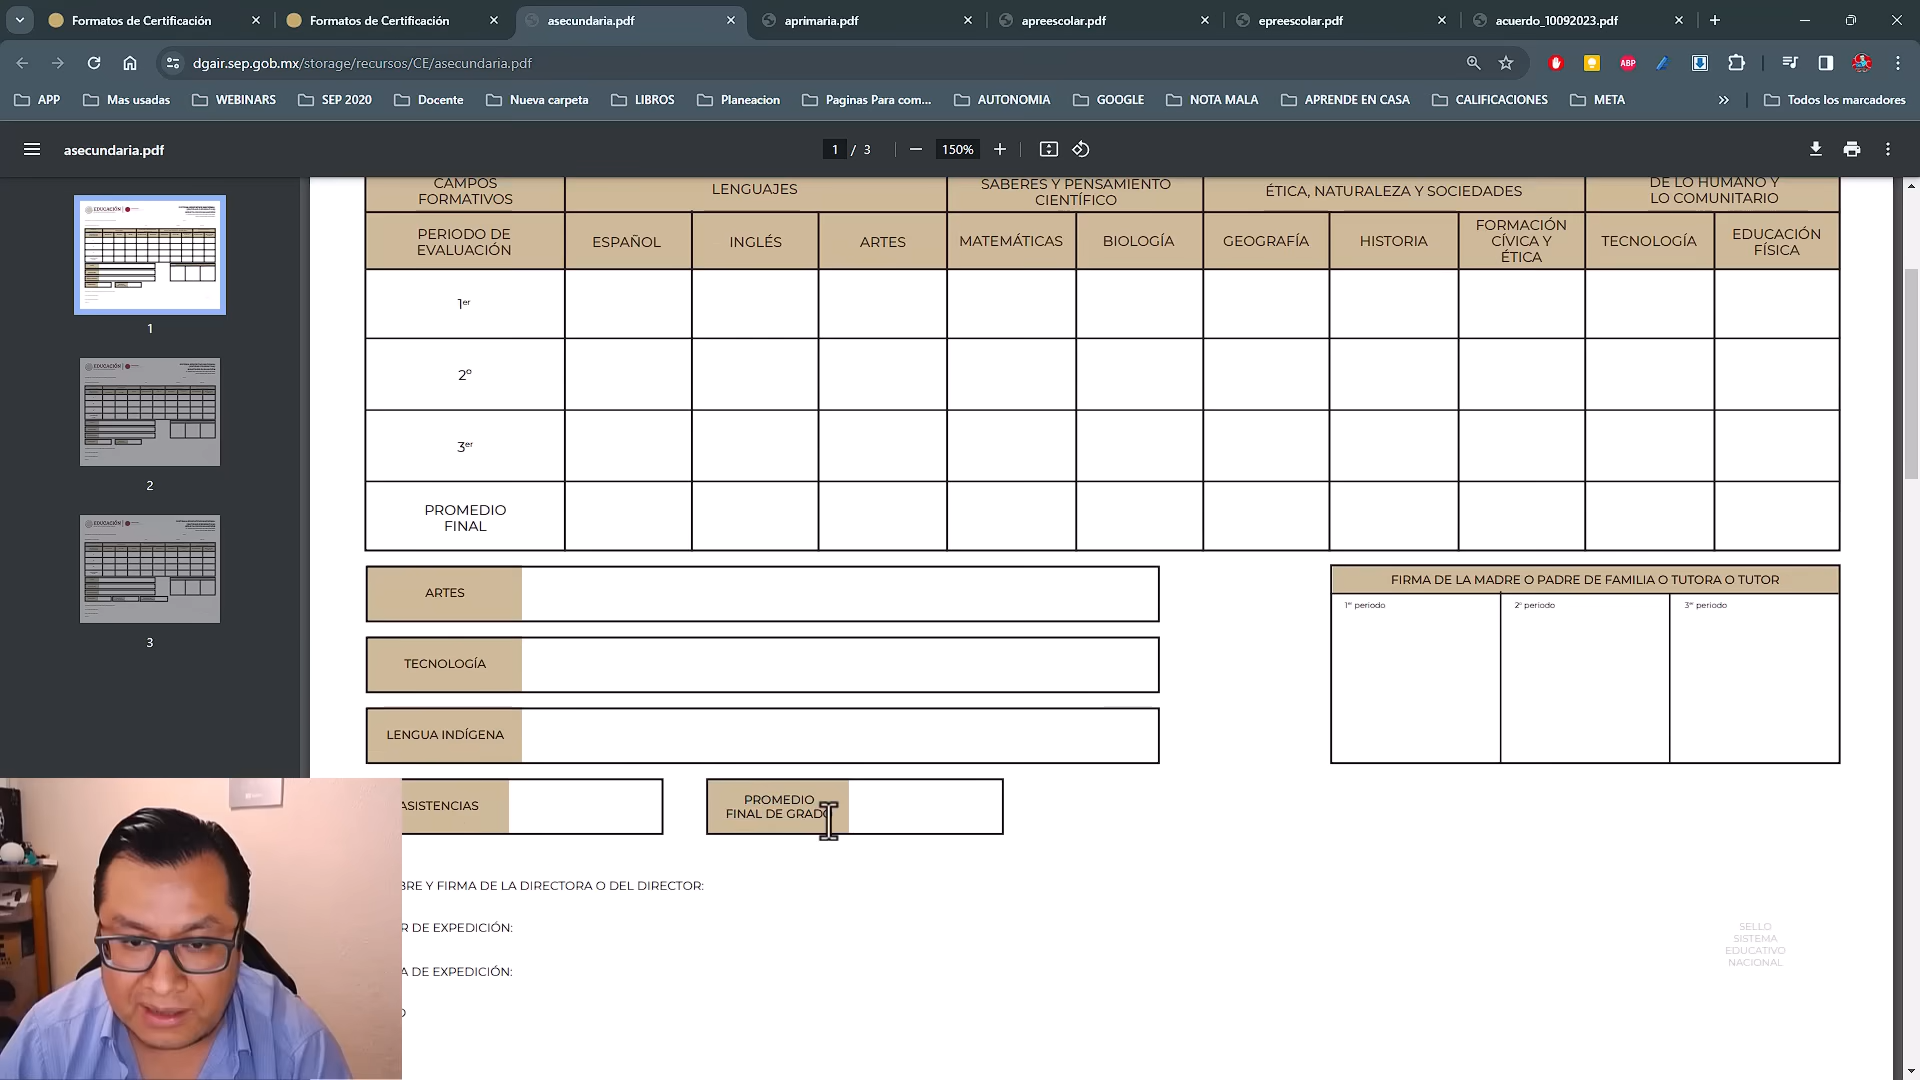 Formatos de Certificación
Formatos de Certificación
asecundaria.pdf
aprimaria.pdf
apreescolar.pdf
epreescolar.pdf
acuerdo_10092023.pdf
dgair.sep.gob.mx/storage/recursos/CE/asecundaria.pdf
ABP
APP
Mas usadas
WEBINARS
SEP 2020
Docente
Nueva carpeta
LIBROS
Planeacion
Paginas Para com...
AUTONOMIA
GOOGLE
NOTA MALA
APRENDE EN CASA
CALIFICACIONES
META
»
Todos los marcadores
asecundaria.pdf
1 / 3
150%
EDUCACIÓN
1
EDUCACIÓN
2
EDUCACIÓN
3
CAMPOS
FORMATIVOS
LENGUAJES
SABERES Y PENSAMIENTO
CIENTÍFICO
ÉTICA, NATURALEZA Y SOCIEDADES
DE LO HUMANO Y
LO COMUNITARIO
PERIODO DE
EVALUACIÓN
ESPAÑOL
INGLÉS
ARTES
MATEMÁTICAS
BIOLOGÍA
GEOGRAFÍA
HISTORIA
FORMACIÓN
CÍVICA Y
ÉTICA
TECNOLOGÍA
EDUCACIÓN
FÍSICA
1er
2º
3er
PROMEDIO
FINAL
ARTES
TECNOLOGÍA
LENGUA INDÍGENA
ASISTENCIAS
PROMEDIO
FINAL DE GRADO
FIRMA DE LA MADRE O PADRE DE FAMILIA O TUTORA O TUTOR
1er periodo
2º periodo
3er periodo
BRE Y FIRMA DE LA DIRECTORA O DEL DIRECTOR:
R DE EXPEDICIÓN:
A DE EXPEDICIÓN:
O
SELLO
SISTEMA
EDUCATIVO
NACIONAL